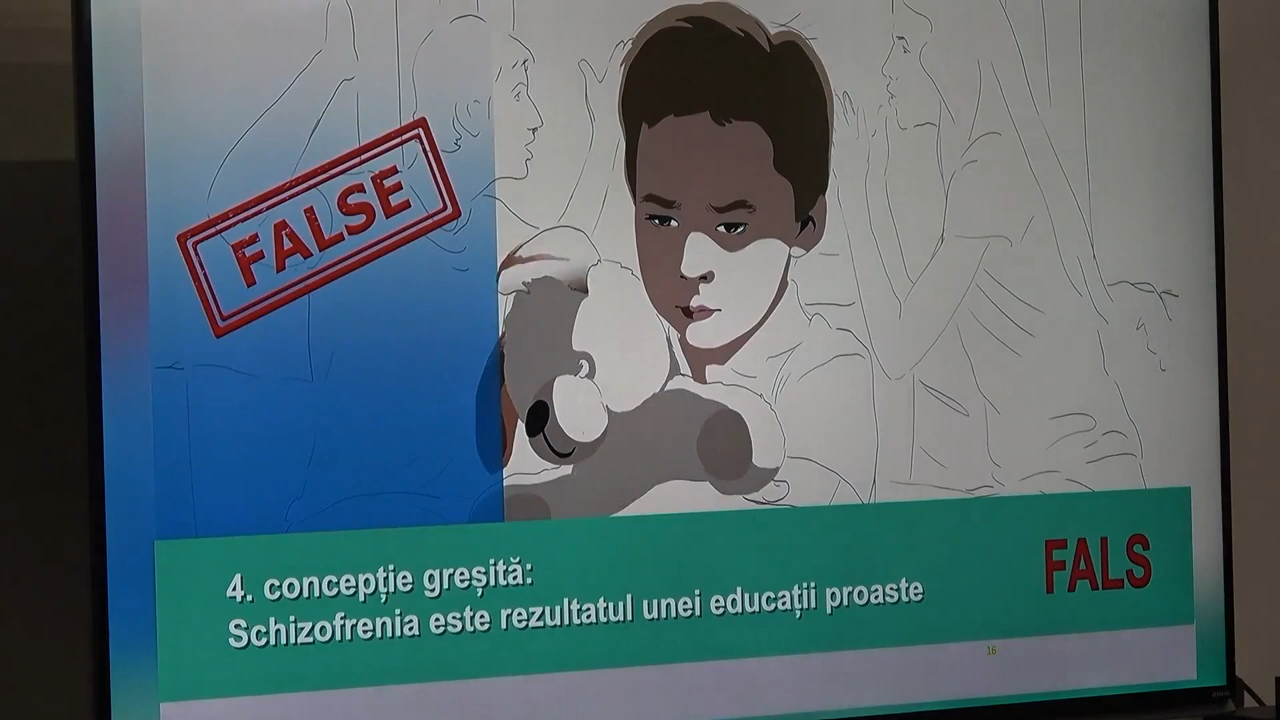 FALSE
4. concepție greșită:
Schizofrenia este rezultatul unei educații proaste
FALS
16